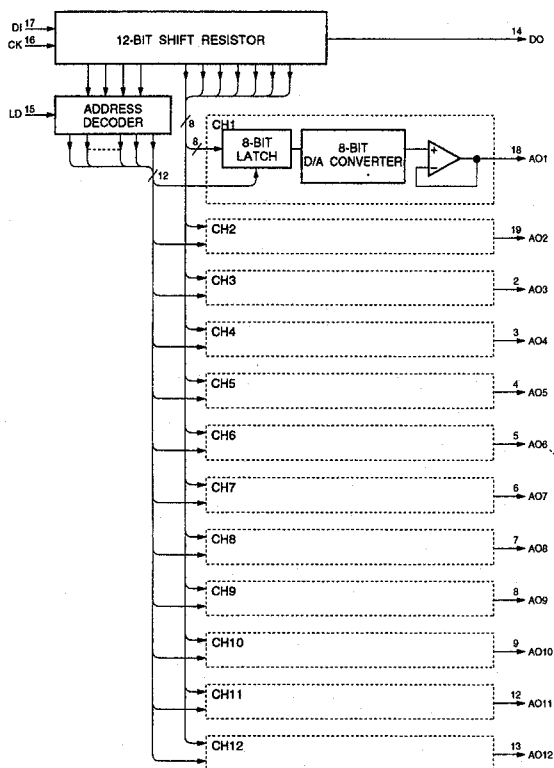 DI 17
CK 16
12-BIT SHIFT RESISTOR
14 DO
LD 15
ADDRESS
DECODER
8
12
CH1
8
8-BIT
LATCH
8-BIT
D/A CONVERTER
+
−
18 AO1
CH2
19 AO2
CH3
2 AO3
CH4
3 AO4
CH5
4 AO5
CH6
5 AO6
CH7
6 AO7
CH8
7 AO8
CH9
8 AO9
CH10
9 AO10
CH11
12 AO11
CH12
13 AO12